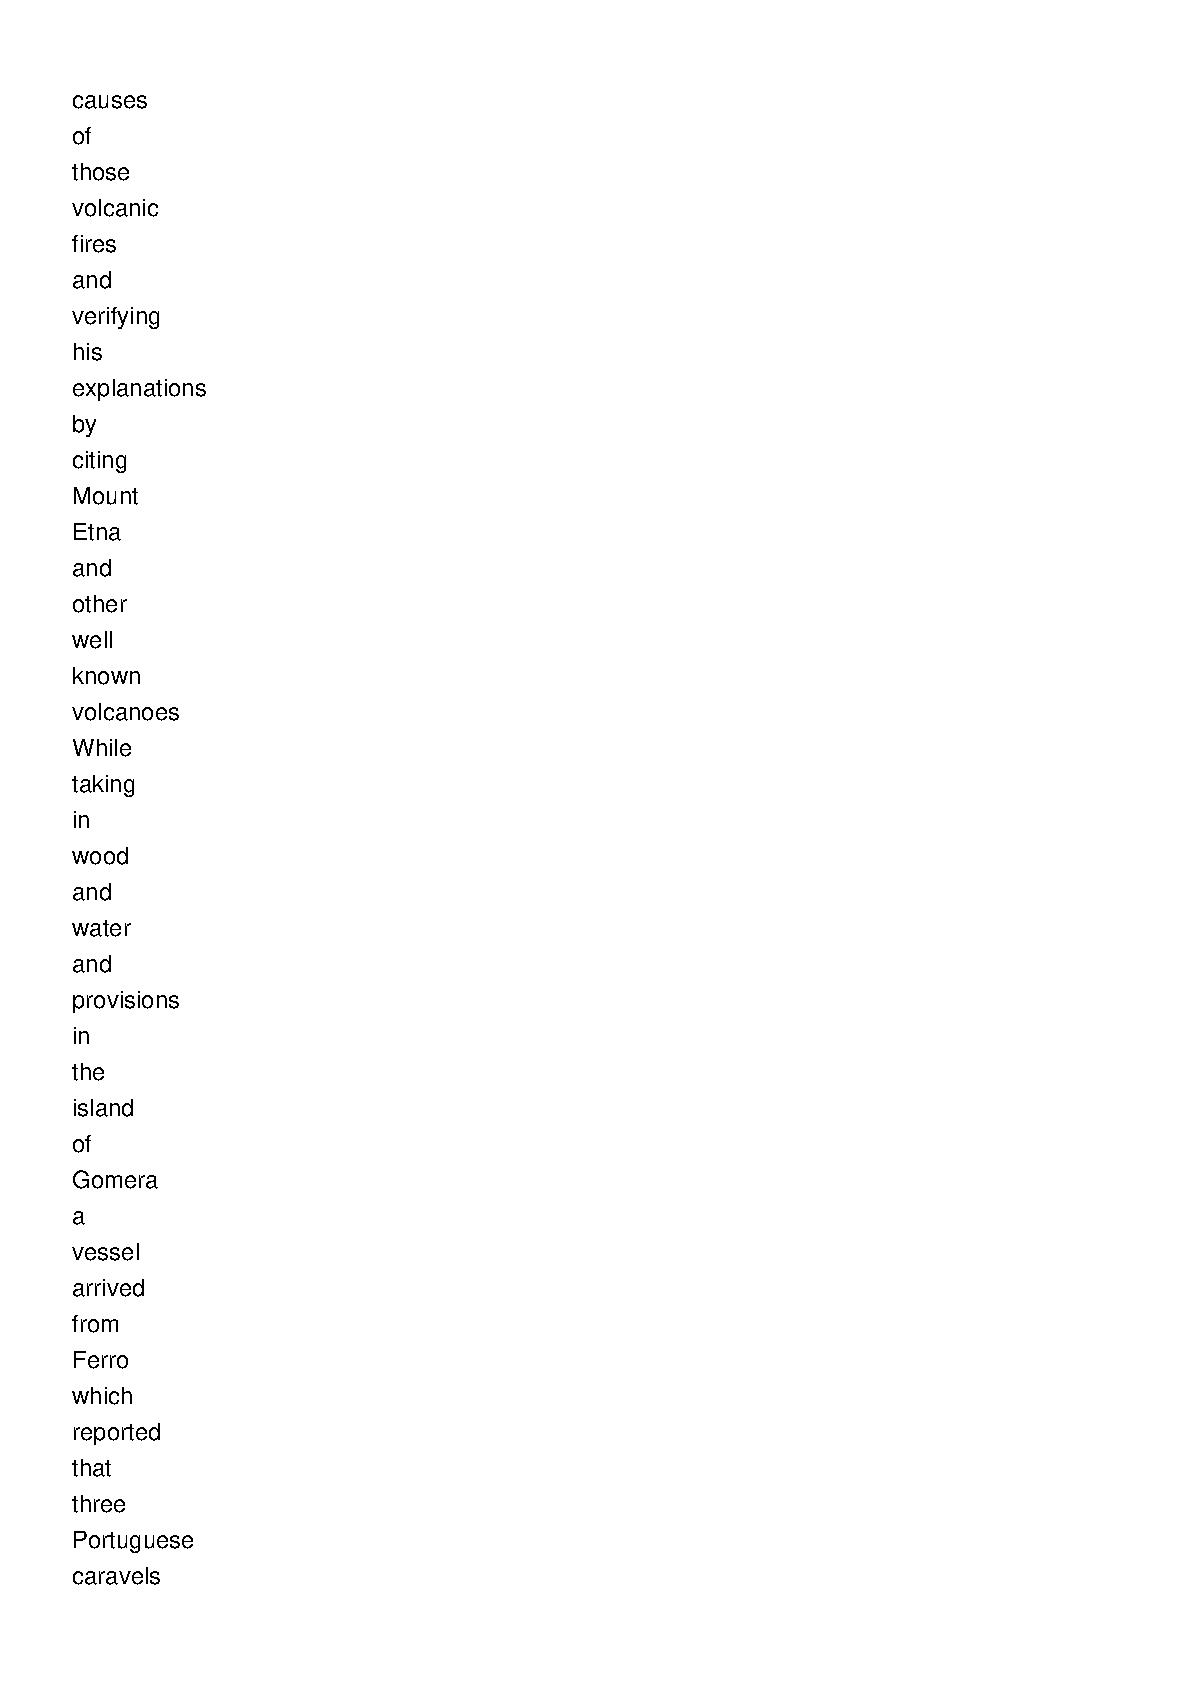 causes
of
those
volcanic
fires
and
verifying
his
explanations
by
citing
Mount
Etna
and
other
well
known
volcanoes
While
taking
in
wood
and
water
and
provisions
in
the
island
of
Gomera
a
vessel
arrived
from
Ferro
which
reported
that
three
Portuguese
caravels